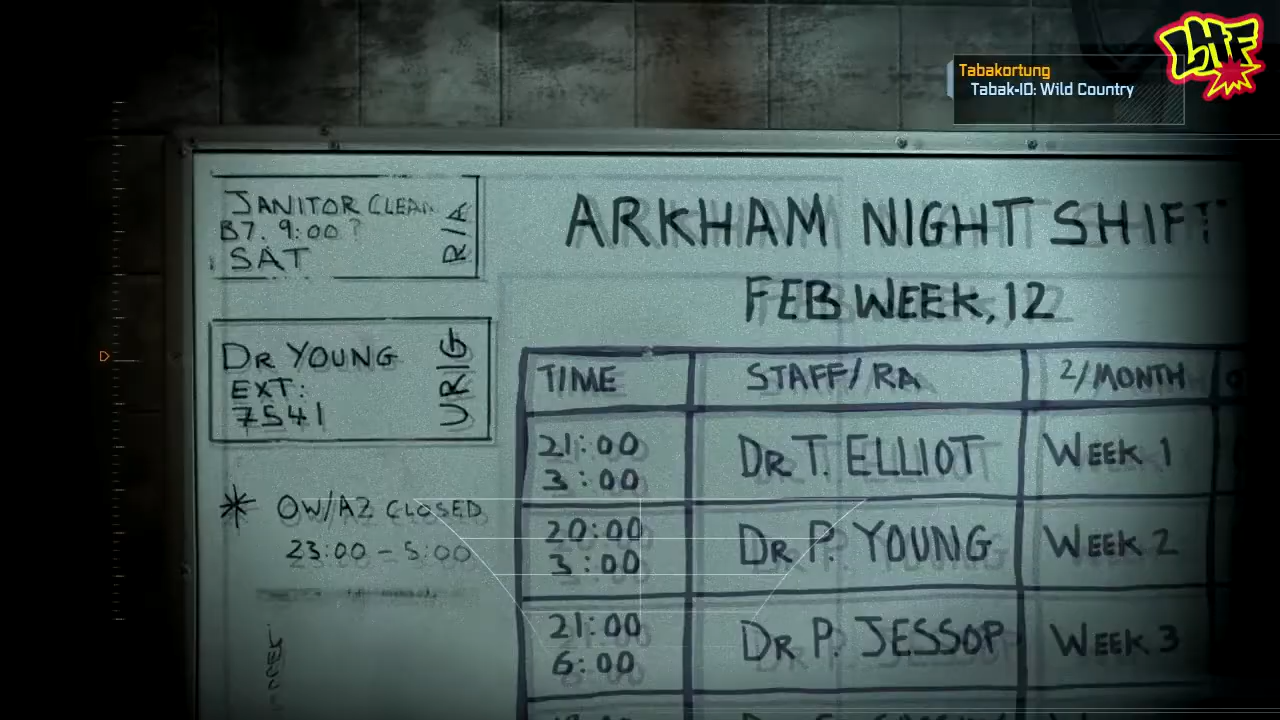 LHF
Tabakortung
Tabak-ID: Wild Country
JANITOR CLEAN
B7. 9:00?
SAT
R/A
ARKHAM NIGHT SHIFT
FEB WEEK, 12
DR YOUNG
EXT:
7541
UR/G
* OW/AZ CLOSED
23:00 - 5:00
TIME STAFF/RA 2/MONTH
21:00
3:00
DR T. ELLIOT WEEK 1
20:00
3:00
DR P. YOUNG WEEK 2
21:00
6:00
DR P. JESSOP WEEK 3